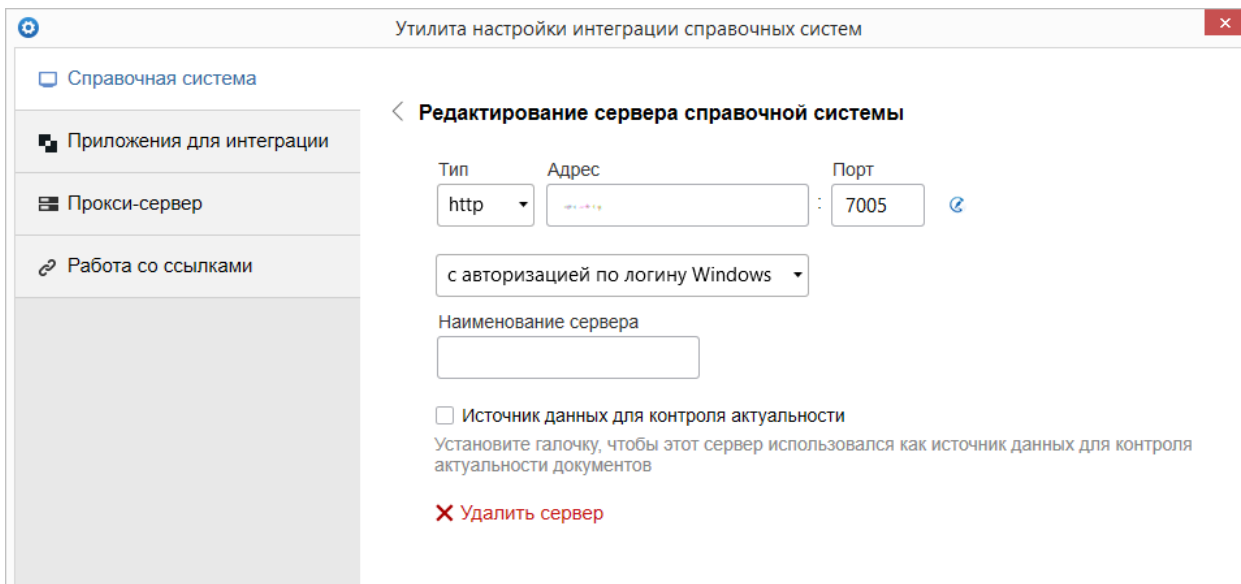 Утилита настройки интеграции справочных систем
Справочная система
Приложения для интеграции
Прокси-сервер
Работа со ссылками
Редактирование сервера справочной системы
Тип Адрес Порт
http : 7005
с авторизацией по логину Windows
Наименование сервера
Источник данных для контроля актуальности
Установите галочку, чтобы этот сервер использовался как источник данных для контроля
актуальности документов
Удалить сервер